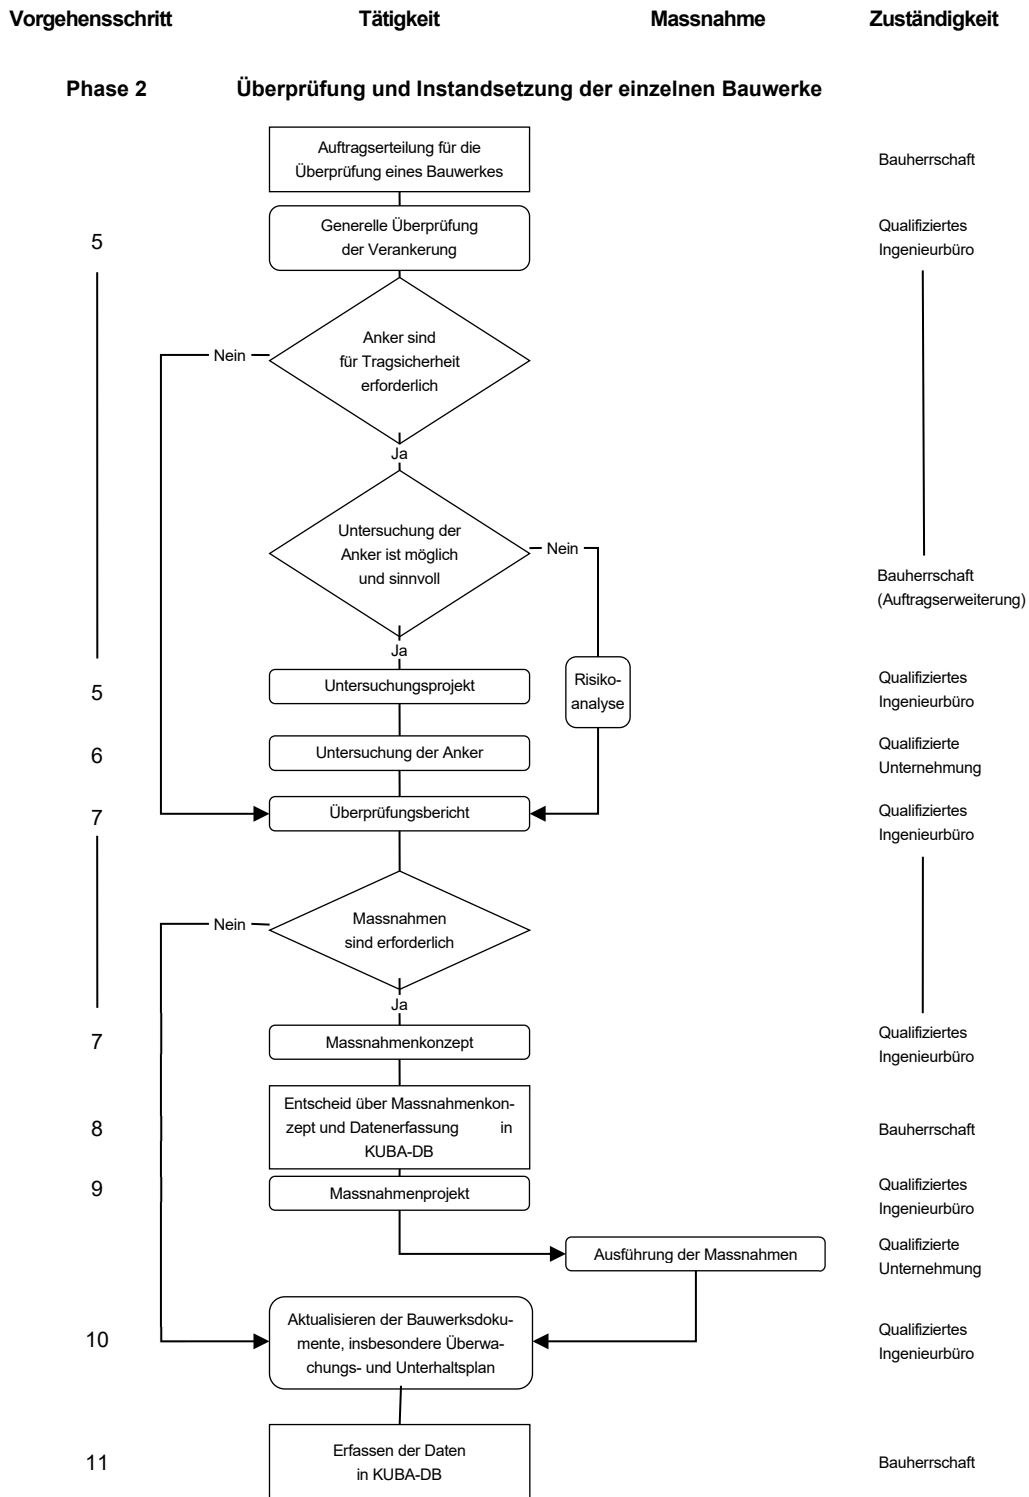 Vorgehensschritt Tätigkeit Massnahme Zuständigkeit
Phase 2 Überprüfung und Instandsetzung der einzelnen Bauwerke
Auftragserteilung für die
Überprüfung eines Bauwerkes
Bauherrschaft
5
Generelle Überprüfung
der Verankerung
Qualifiziertes
Ingenieurbüro
Anker sind
für Tragsicherheit
erforderlich
Nein
Ja
Untersuchung der
Anker ist möglich
und sinnvoll
Nein
Bauherrschaft
(Auftragserweiterung)
Ja
5
Untersuchungsprojekt
Risiko-
analyse
Qualifiziertes
Ingenieurbüro
6
Untersuchung der Anker
Qualifizierte
Unternehmung
7
Überprüfungsbericht
Qualifiziertes
Ingenieurbüro
Massnahmen
sind erforderlich
Nein
Ja
7
Massnahmenkonzept
Qualifiziertes
Ingenieurbüro
8
Entscheid über Massnahmenkon-
zept und Datenerfassung in
KUBA-DB
Bauherrschaft
9
Massnahmenprojekt
Qualifiziertes
Ingenieurbüro
Ausführung der Massnahmen
Qualifizierte
Unternehmung
10
Aktualisieren der Bauwerksdoku-
mente, insbesondere Überwa-
chungs- und Unterhaltsplan
Qualifiziertes
Ingenieurbüro
11
Erfassen der Daten
in KUBA-DB
Bauherrschaft